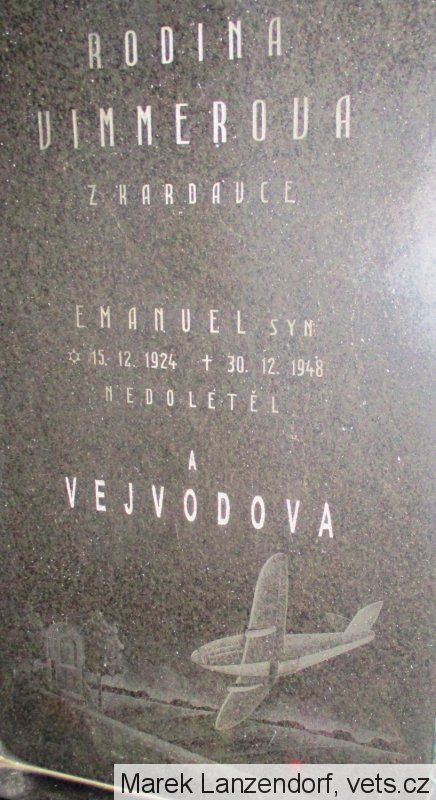 RODINA
VIMMEROVA
Z KARDAVCE
EMANUEL SYN
✡ 15. 12. 1924 ✝ 30. 12. 1948
NEDOLETĚL
A
VEJVODOVA
Marek Lanzendorf, vets.cz